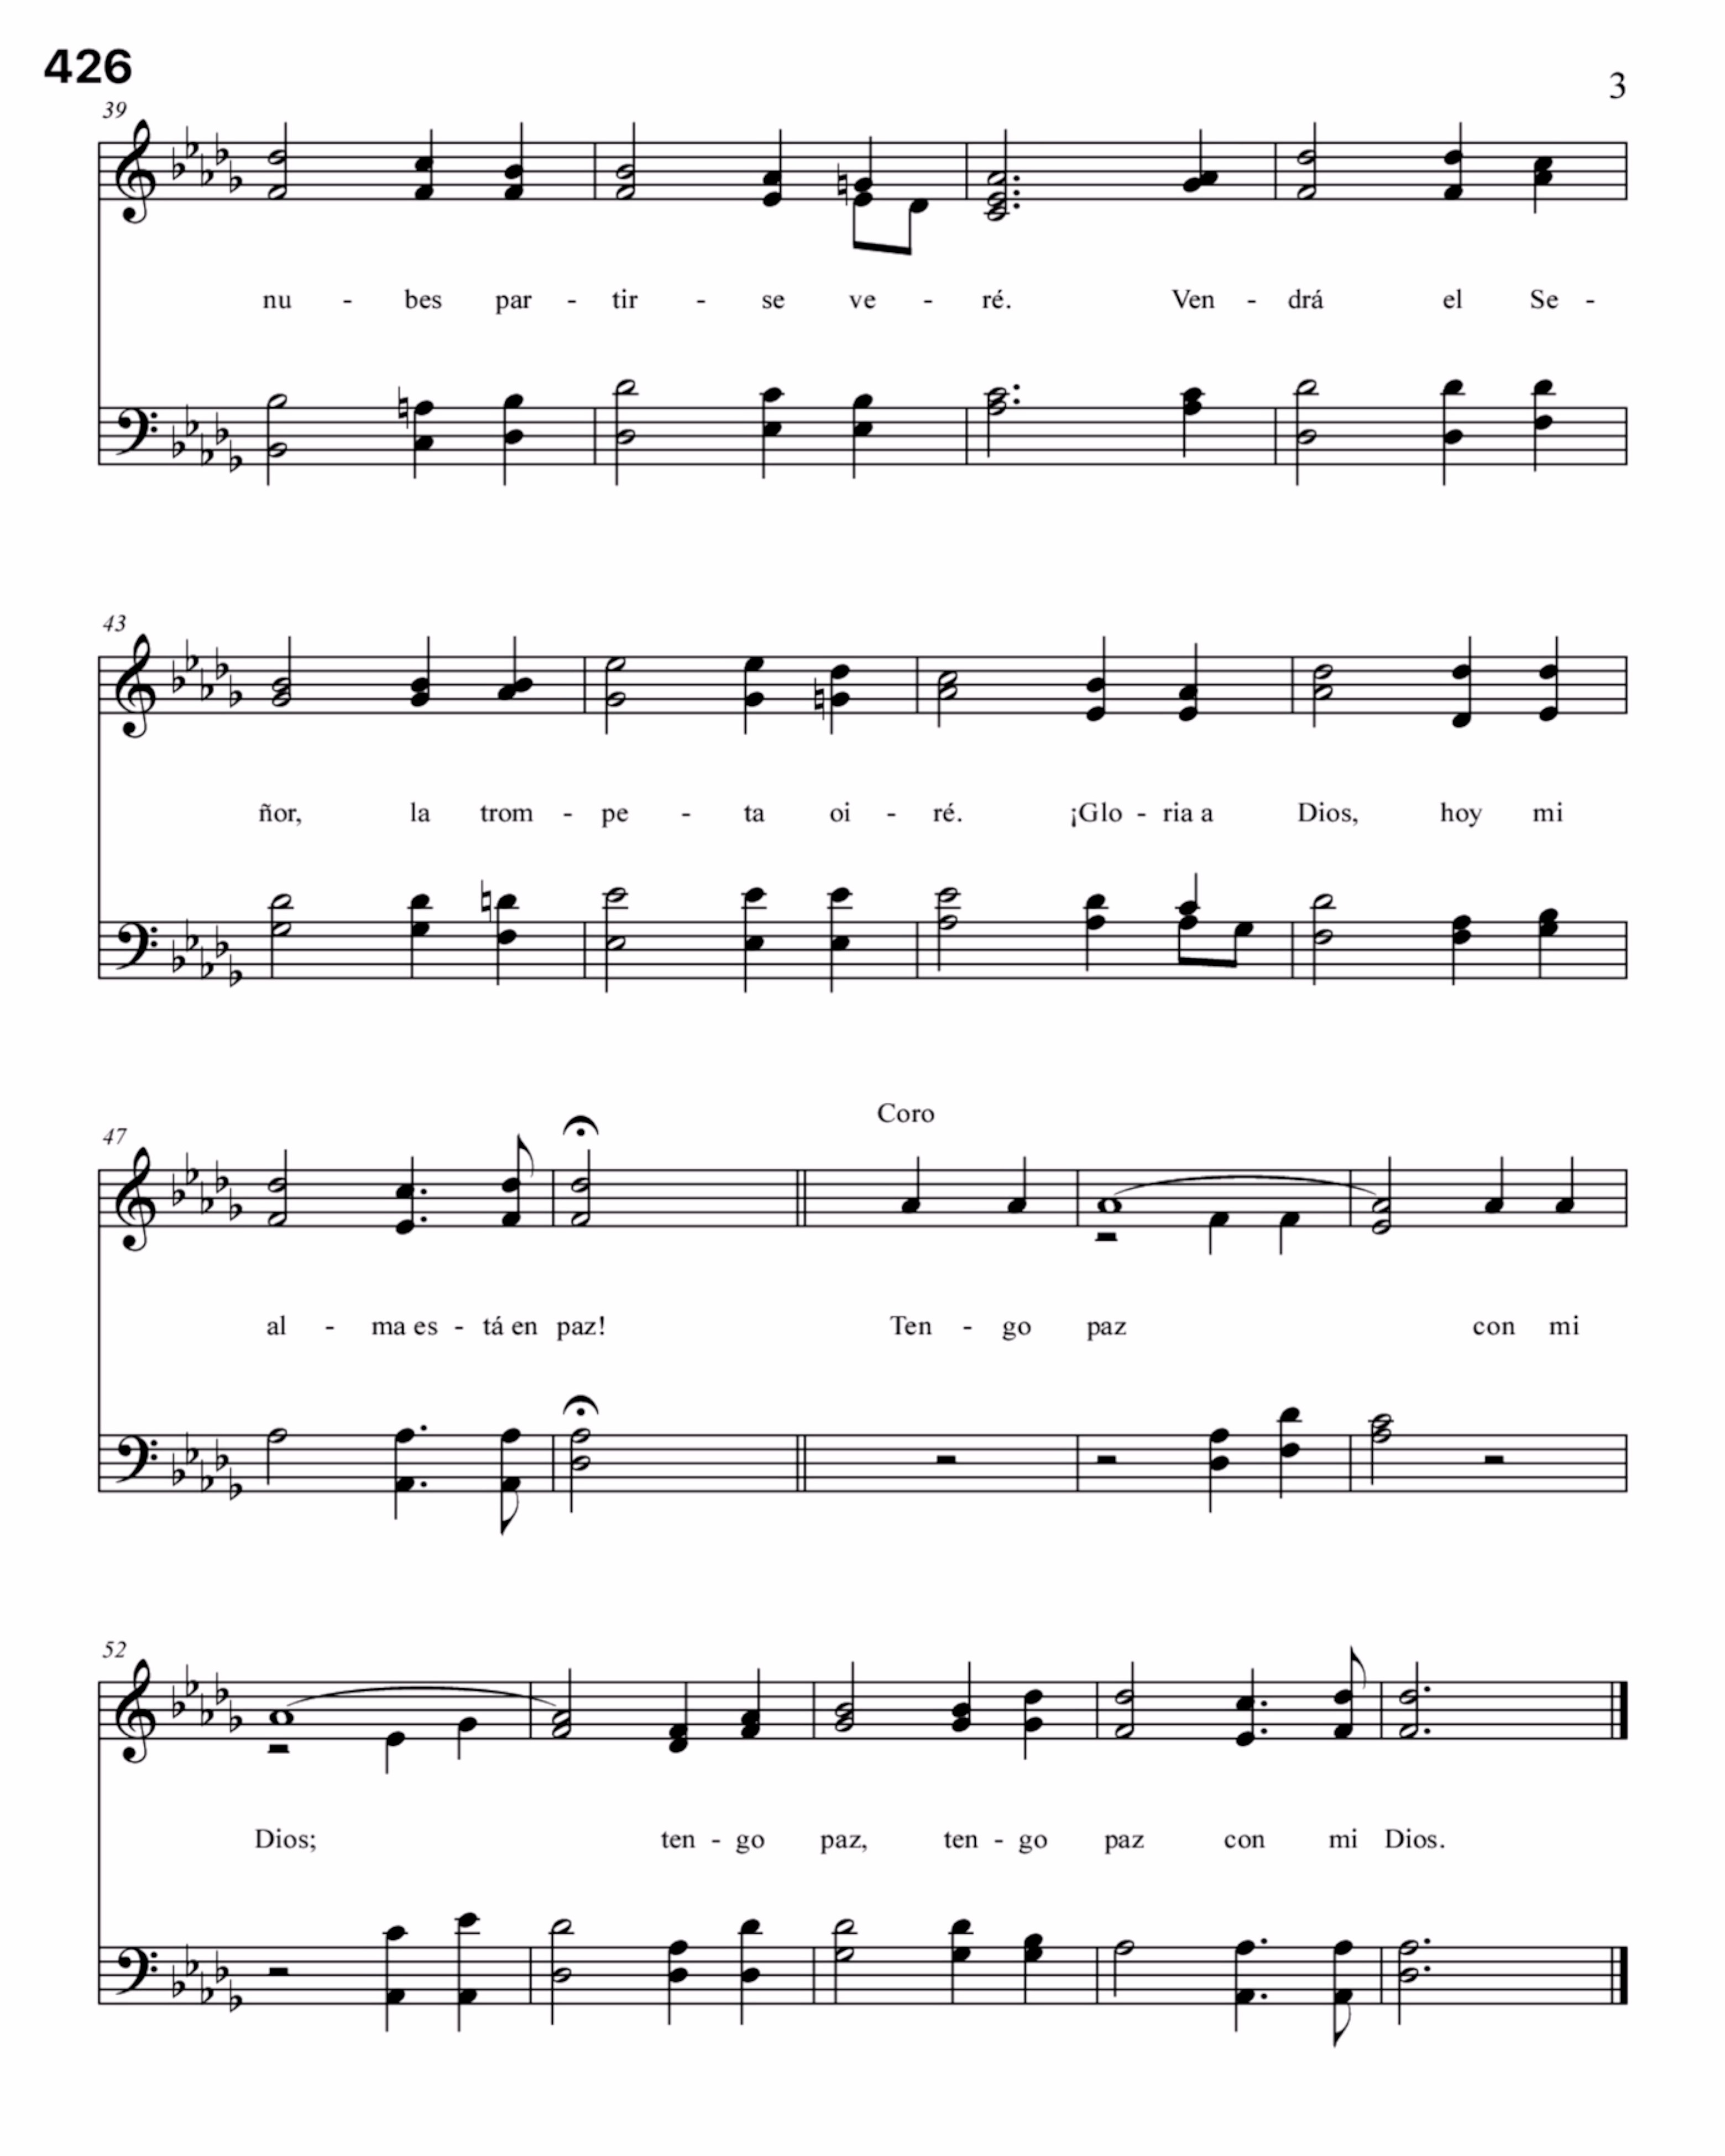 426
3
39
nu - bes par - tir - se ve - ré. Ven - drá el Se -
43
ñor, la trom - pe - ta oi - ré. ¡Glo - ria a Dios, hoy mi
Coro
47
al - ma es - tá en paz! Ten - go paz con mi
52
Dios; ten - go paz, ten - go paz con mi Dios.